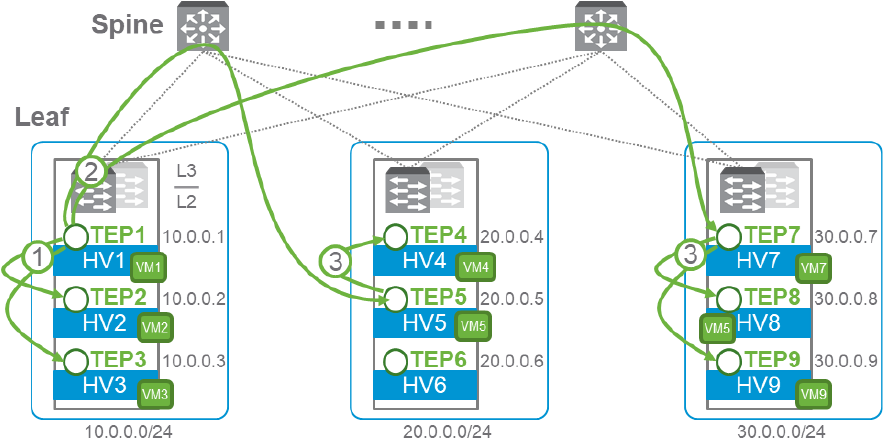 Spine
Leaf
2
L3
L2
TEP1 10.0.0.1
1
HV1 VM1
TEP2 10.0.0.2
HV2 VM2
TEP3 10.0.0.3
HV3 VM3
10.0.0.0/24
TEP4 20.0.0.4
3
HV4 VM4
TEP5 20.0.0.5
HV5 VM5
TEP6 20.0.0.6
HV6
20.0.0.0/24
TEP7 30.0.0.7
3
HV7 VM7
TEP8 30.0.0.8
VM5 HV8
TEP9 30.0.0.9
HV9 VM9
30.0.0.0/24